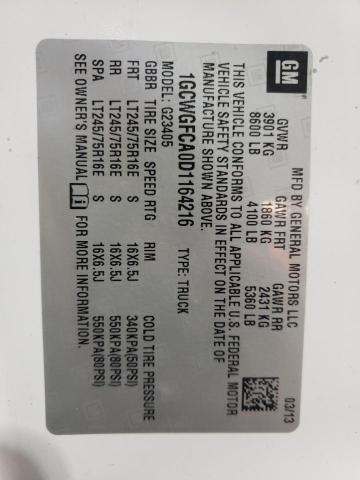 GM
MFD BY GENERAL MOTORS LLC 03/13
GVWR GAWR FRT GAWR RR
3901 KG 1860 KG 2431 KG
8600 LB 4100 LB 5360 LB
THIS VEHICLE CONFORMS TO ALL APPLICABLE U.S. FEDERAL MOTOR
VEHICLE SAFETY STANDARDS IN EFFECT ON THE DATE OF
MANUFACTURE SHOWN ABOVE.
1GCWGFCA0D1164216 TYPE: TRUCK
GBBR MODEL: G23405
TIRE SIZE SPEED RTG RIM COLD TIRE PRESSURE
FRT LT245/75R16E S 16X6.5J 340KPA(50PSI)
RR LT245/75R16E S 16X6.5J 550KPA(80PSI)
SPA LT245/75R16E S 16X6.5J 550KPA(80PSI)
SEE OWNER'S MANUAL FOR MORE INFORMATION.